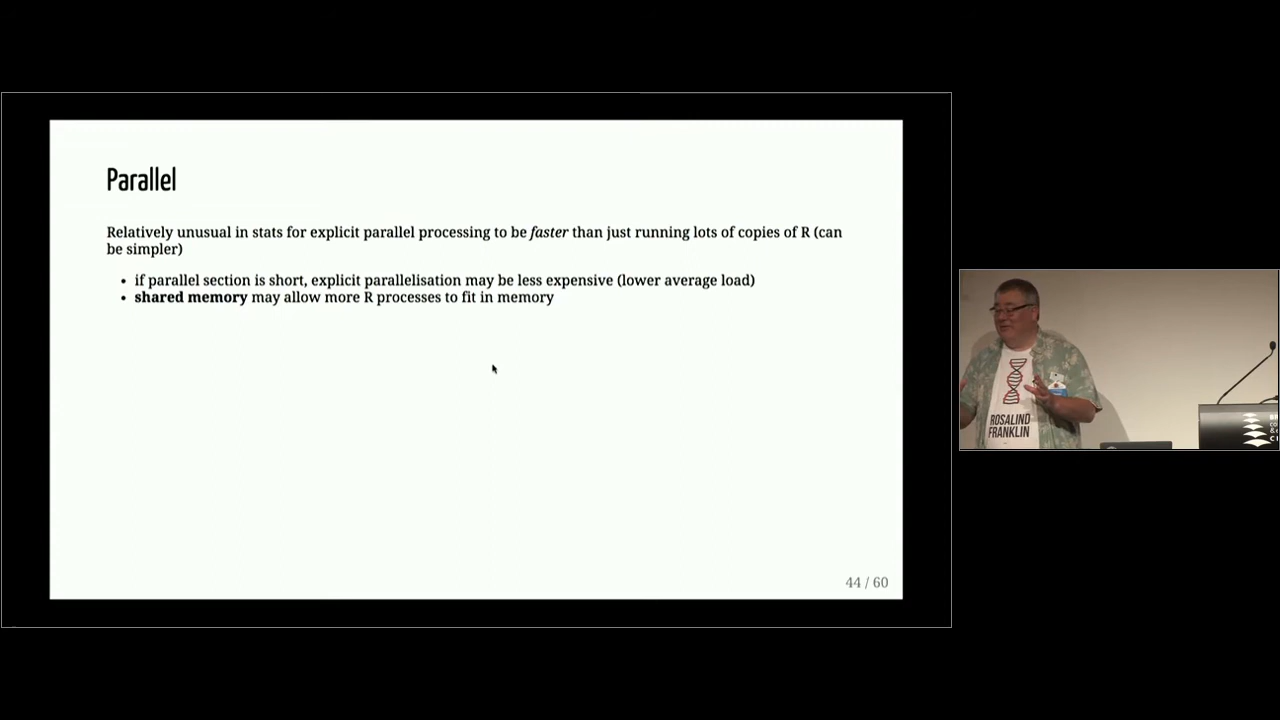 Parallel
Relatively unusual in stats for explicit parallel processing to be faster than just running lots of copies of R (can
be simpler)
• if parallel section is short, explicit parallelisation may be less expensive (lower average load)
• shared memory may allow more R processes to fit in memory
44 / 60
ROSALIND
FRANKLIN